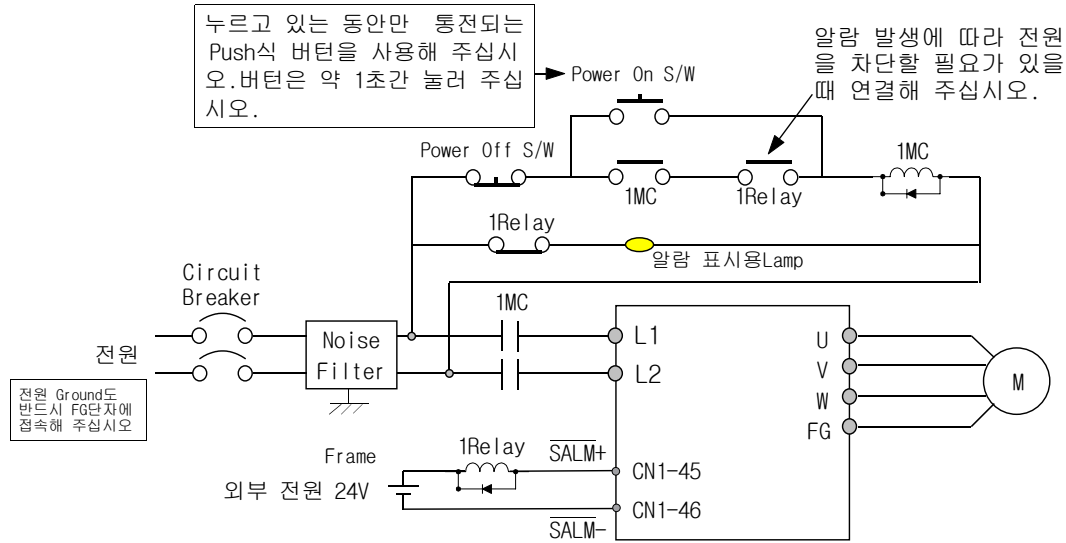 누르고 있는 동안만 통전되는
Push식 버턴을 사용해 주십시
오.버턴은 약 1초간 눌러 주십
시오.
Power On S/W
알람 발생에 따라 전원
을 차단할 필요가 있을
때 연결해 주십시오.
Power Off S/W
1MC
1MC
1Relay
1Relay
알람 표시용Lamp
Circuit
Breaker
1MC
Noise
Filter
전원
L1
L2
U
V
W
FG
M
전원 Ground도
반드시 FG단자에
접속해 주십시오
1Relay
Frame
SALM+
CN1-45
외부 전원 24V
CN1-46
SALM-